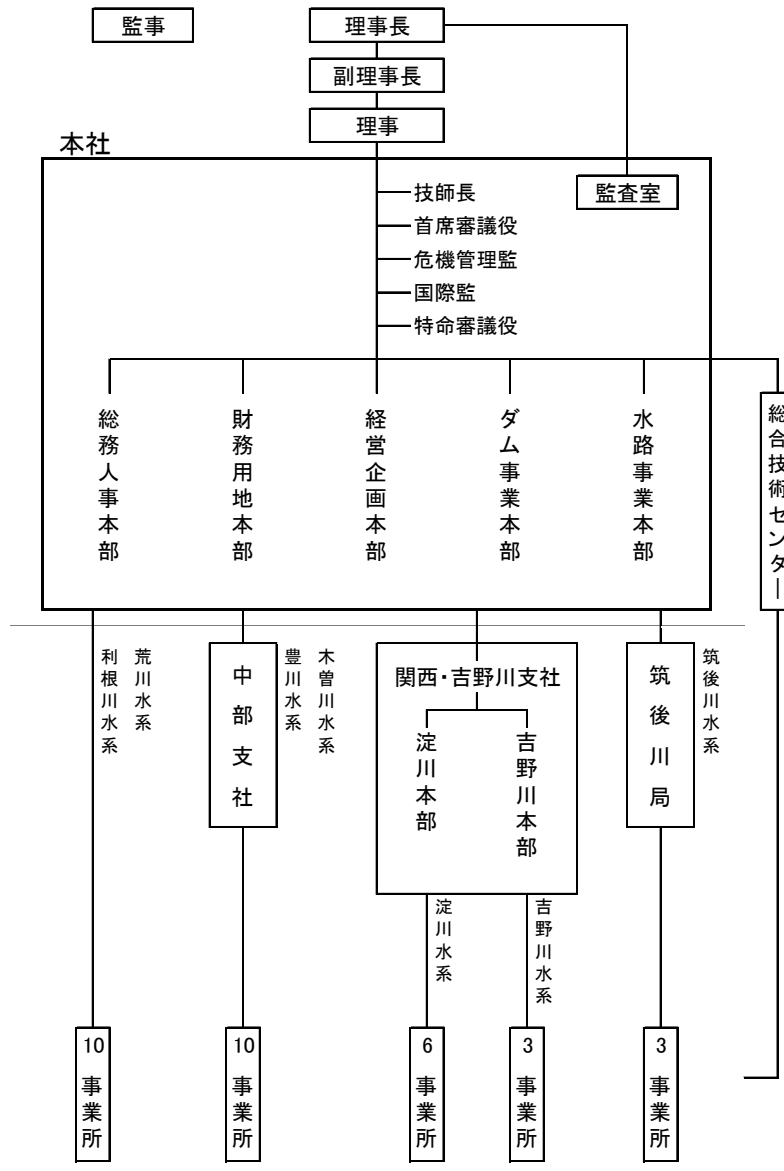 監事
理事長
副理事長
理事
本社
監査室
技師長
首席審議役
危機管理監
国際監
特命審議役
総務人事本部
財務用地本部
経営企画本部
ダム事業本部
水路事業本部
総合技術センター
利根川水系
荒川水系
中部支社
豊川水系
木曽川水系
関西・吉野川支社
淀川本部
吉野川本部
筑後川局
筑後川水系
淀川水系
吉野川水系
10事業所
10事業所
6事業所
3事業所
3事業所